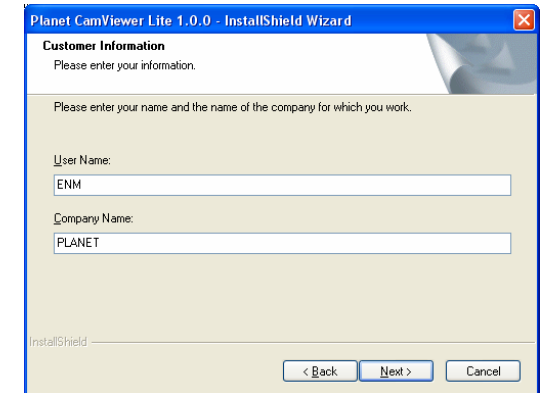 Planet CamViewer Lite 1.0.0 - InstallShield Wizard
Customer Information
Please enter your information.
Please enter your name and the name of the company for which you work.
User Name:
ENM
Company Name:
PLANET
InstallShield
< Back Next > Cancel